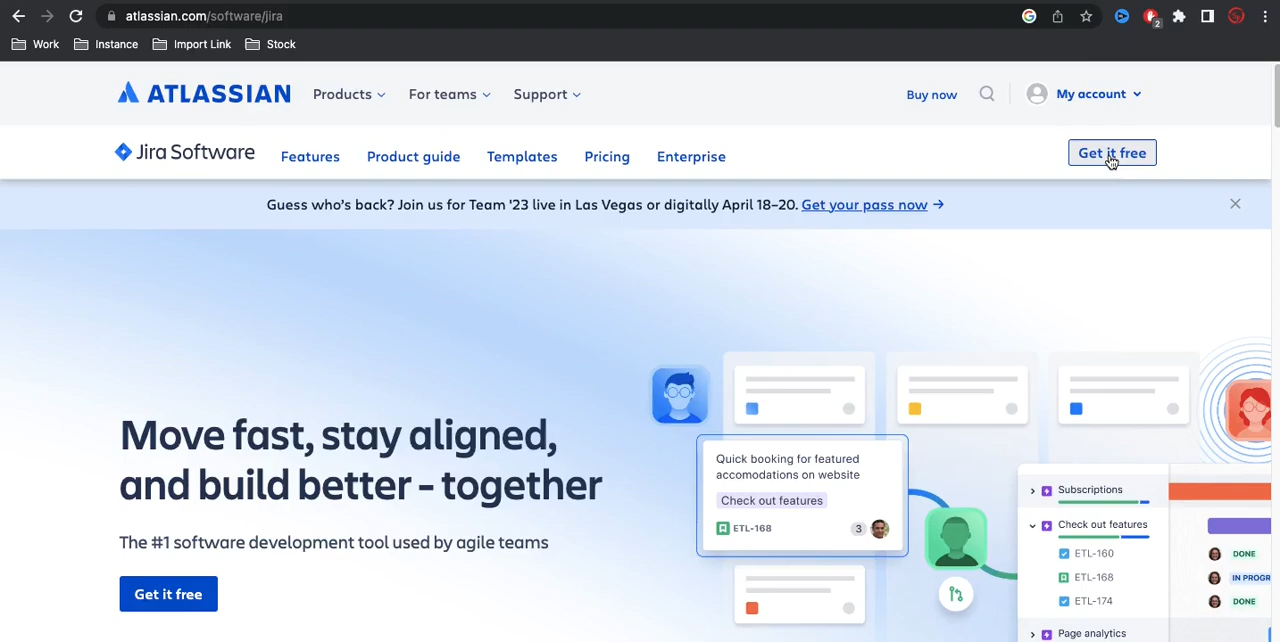 atlassian.com/software/jira
2
Work Instance Import Link Stock
ATLASSIAN Products For teams Support Buy now My account
Jira Software Features Product guide Templates Pricing Enterprise Get it free
Guess who's back? Join us for Team '23 live in Las Vegas or digitally April 18–20. Get your pass now →
Move fast, stay aligned,
and build better - together
The #1 software development tool used by agile teams
Get it free
Quick booking for featured
accomodations on website
Check out features
ETL-168 3
Subscriptions
Check out features
ETL-160 DONE
ETL-168 IN PROGR
ETL-174 DONE
Page analytics